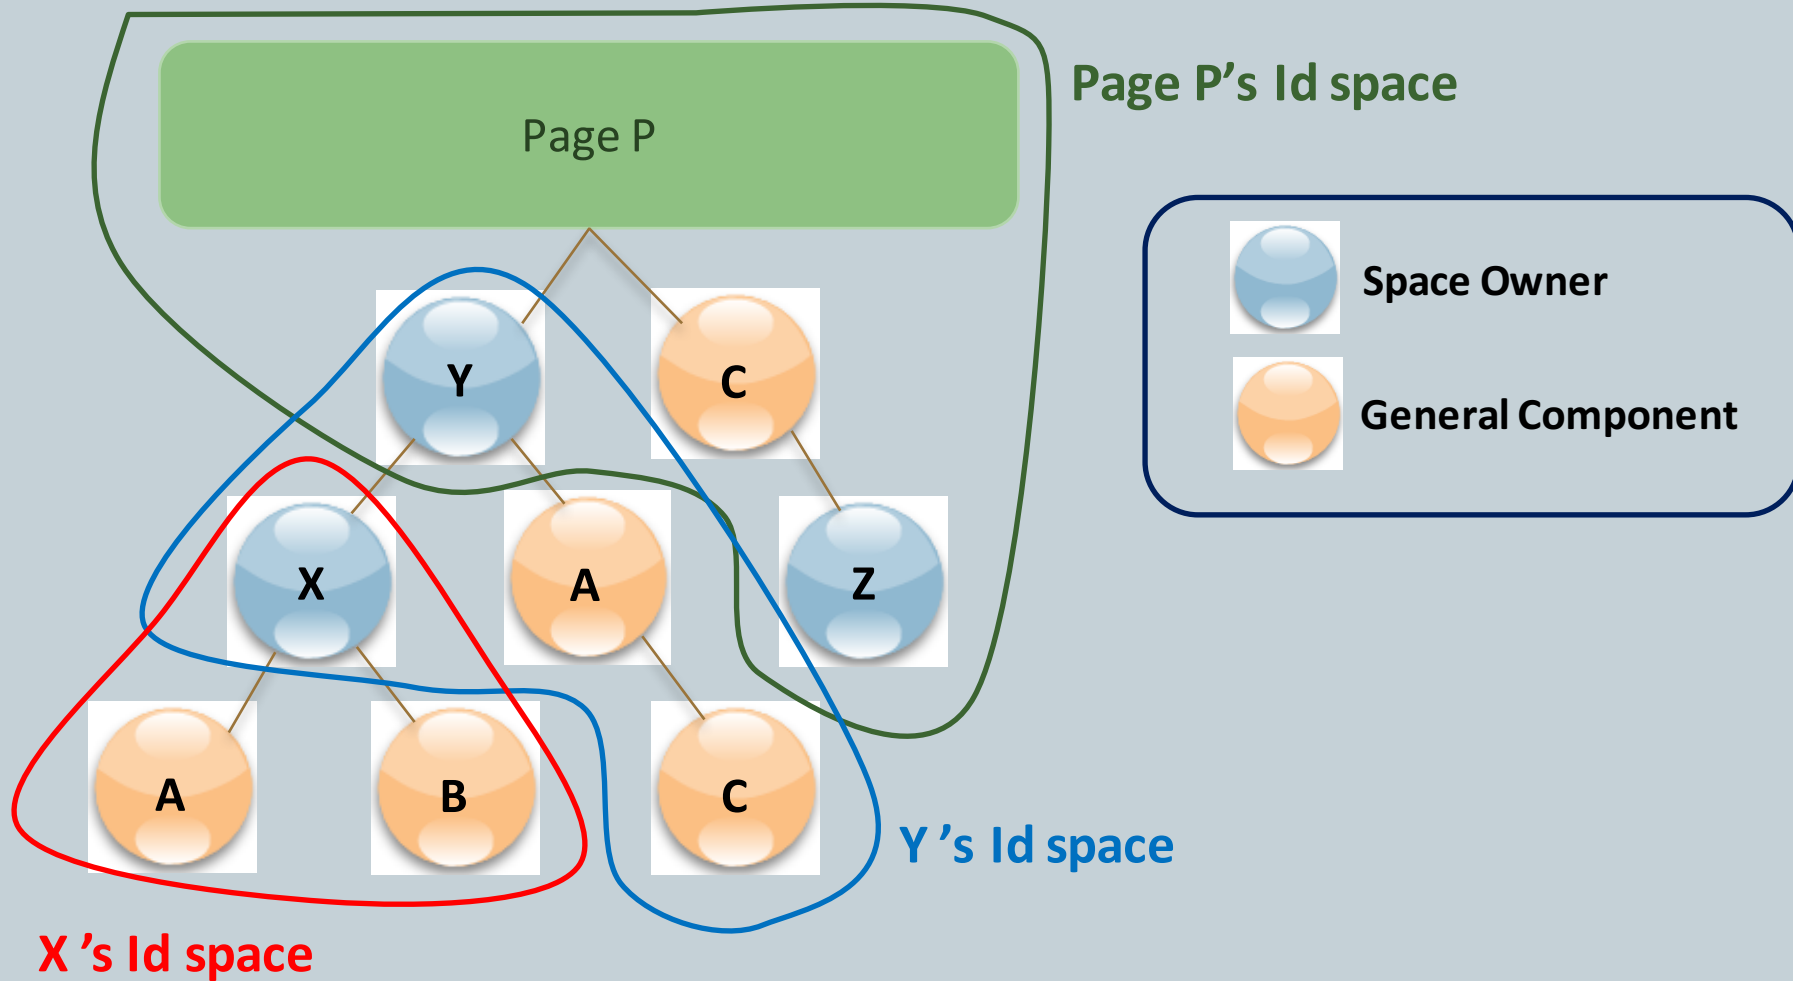 Page P’s Id space
Page P
Space Owner
Y
C
General Component
X
A
Z
A
B
C
Y ’s Id space
X ’s Id space